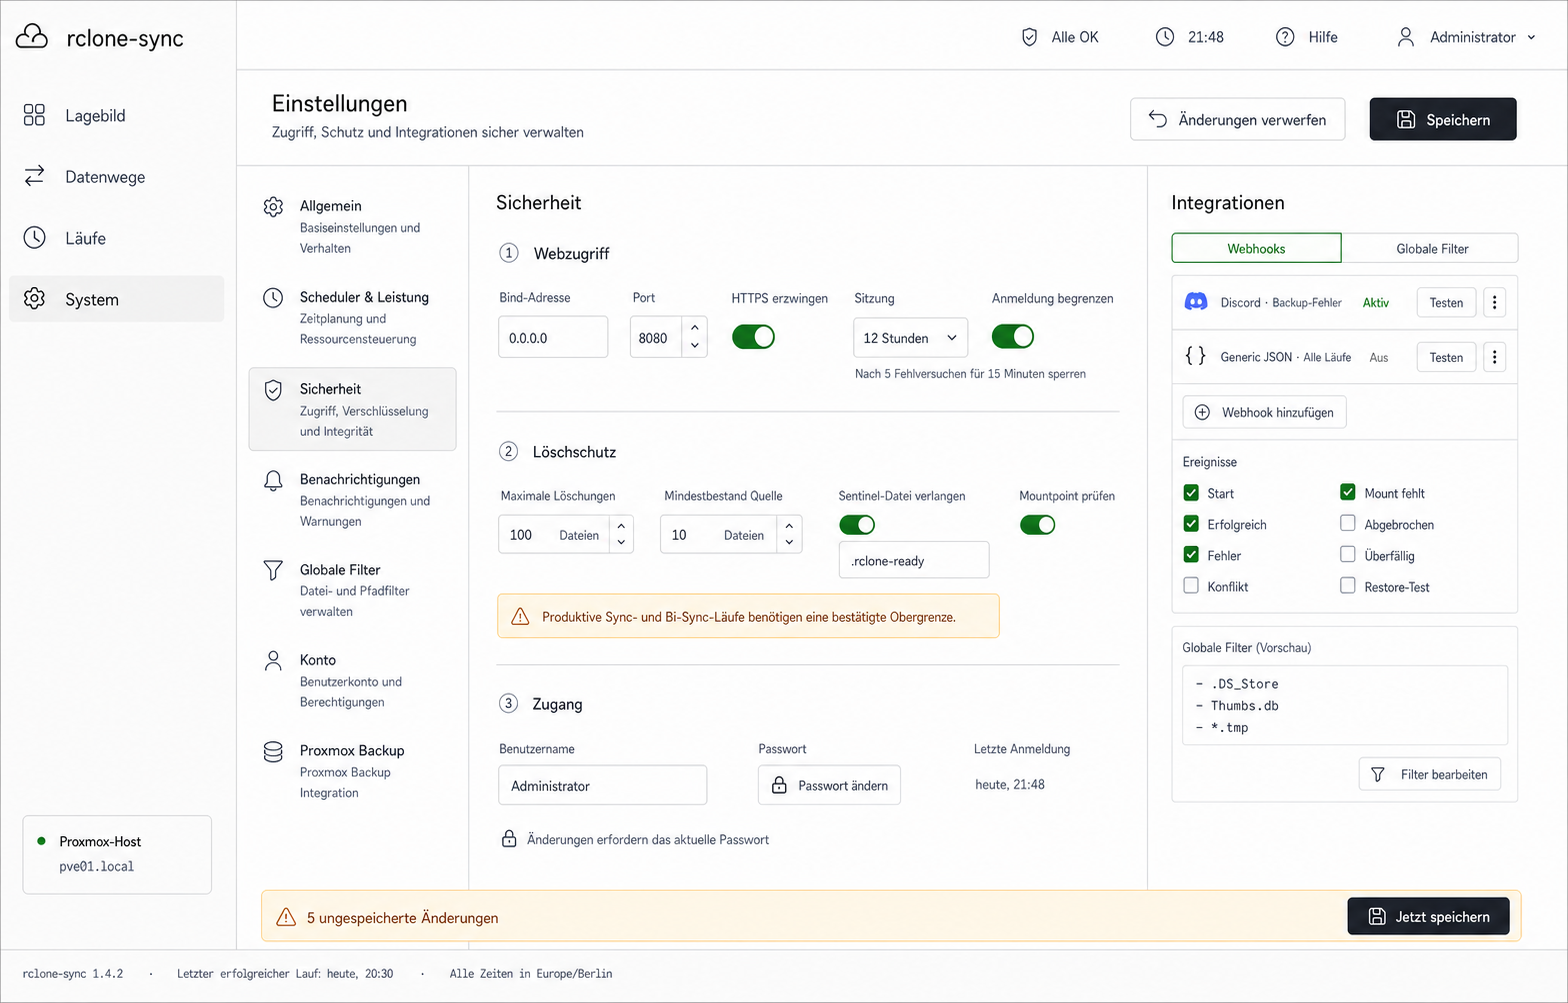 rclone-sync
Alle OK
21:48
Hilfe
Administrator
Lagebild
Datenwege
Läufe
System
Proxmox-Host
pve01.local
Einstellungen
Zugriff, Schutz und Integrationen sicher verwalten
Änderungen verwerfen
Speichern
Allgemein
Basiseinstellungen und
Verhalten
Scheduler & Leistung
Zeitplanung und
Ressourcensteuerung
Sicherheit
Zugriff, Verschlüsselung
und Integrität
Benachrichtigungen
Benachrichtigungen und
Warnungen
Globale Filter
Datei- und Pfadfilter
verwalten
Konto
Benutzerkonto und
Berechtigungen
Proxmox Backup
Proxmox Backup
Integration
Sicherheit
1 Webzugriff
Bind-Adresse Port HTTPS erzwingen Sitzung Anmeldung begrenzen
0.0.0.0 8080 12 Stunden
Nach 5 Fehlversuchen für 15 Minuten sperren
2 Löschschutz
Maximale Löschungen Mindestbestand Quelle Sentinel-Datei verlangen Mountpoint prüfen
100 Dateien 10 Dateien
.rclone-ready
Produktive Sync- und Bi-Sync-Läufe benötigen eine bestätigte Obergrenze.
3 Zugang
Benutzername Passwort Letzte Anmeldung
Administrator Passwort ändern heute, 21:48
Änderungen erfordern das aktuelle Passwort
Integrationen
Webhooks Globale Filter
Discord · Backup-Fehler Aktiv Testen
{} Generic JSON · Alle Läufe Aus Testen
Webhook hinzufügen
Ereignisse
Start Mount fehlt
Erfolgreich Abgebrochen
Fehler Überfällig
Konflikt Restore-Test
Globale Filter (Vorschau)
- .DS_Store
- Thumbs.db
- *.tmp
Filter bearbeiten
5 ungespeicherte Änderungen
Jetzt speichern
rclone-sync 1.4.2 · Letzter erfolgreicher Lauf: heute, 20:30 · Alle Zeiten in Europe/Berlin